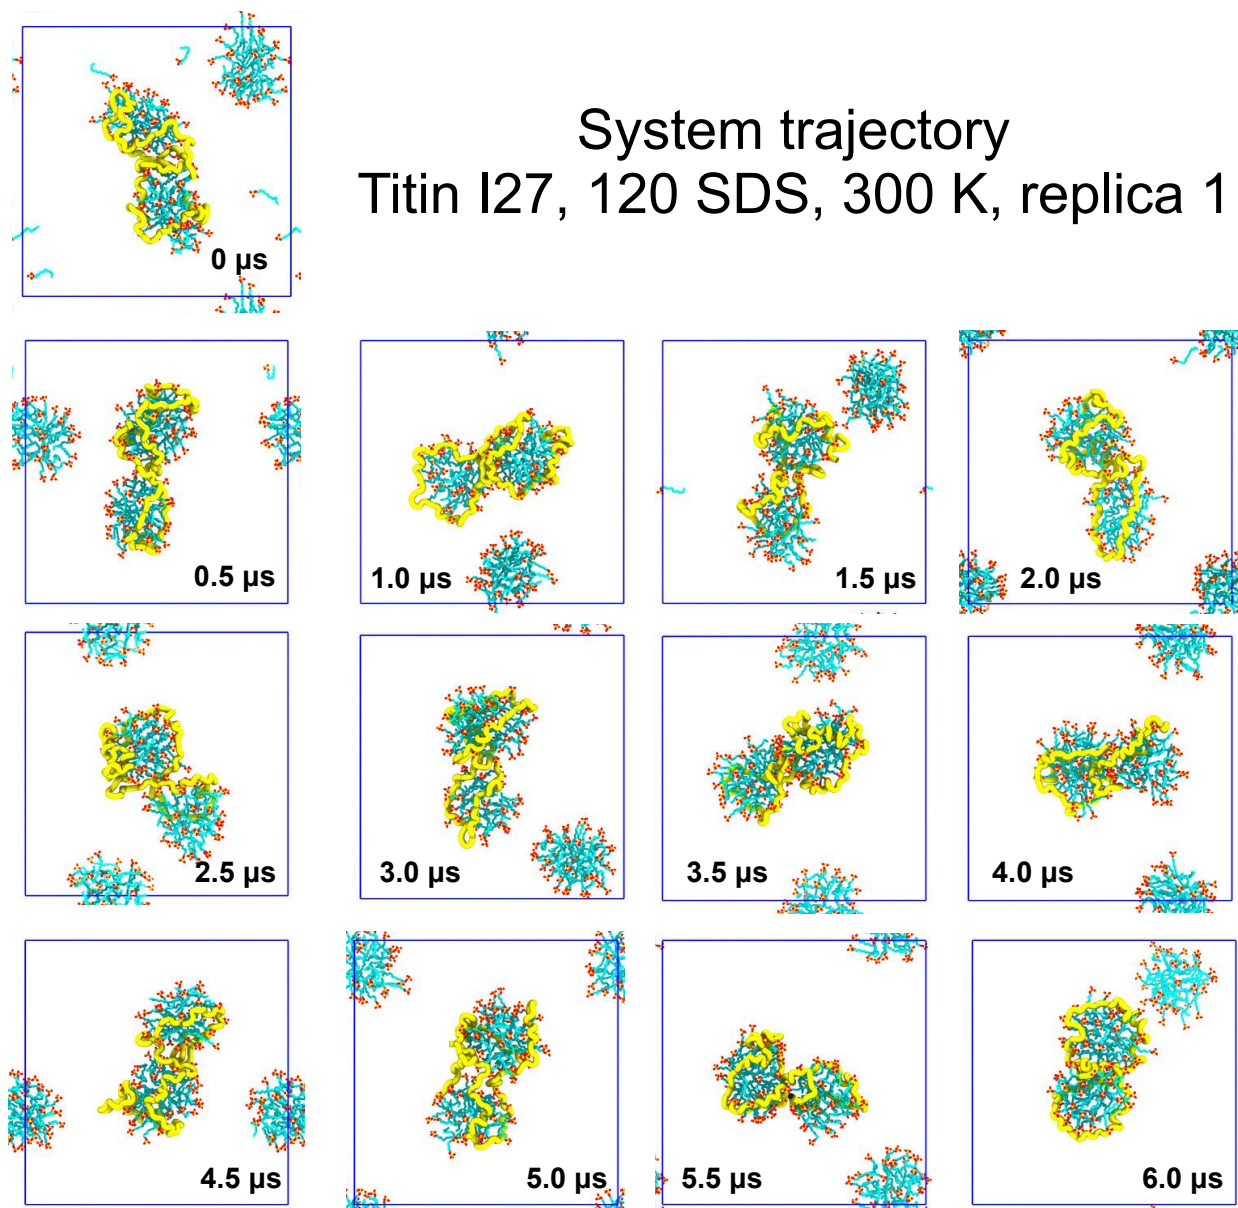 System trajectory
Titin I27, 120 SDS, 300 K, replica 1
0 µs
0.5 µs
1.0 µs
1.5 µs
2.0 µs
2.5 µs
3.0 µs
3.5 µs
4.0 µs
4.5 µs
5.0 µs
5.5 µs
6.0 µs